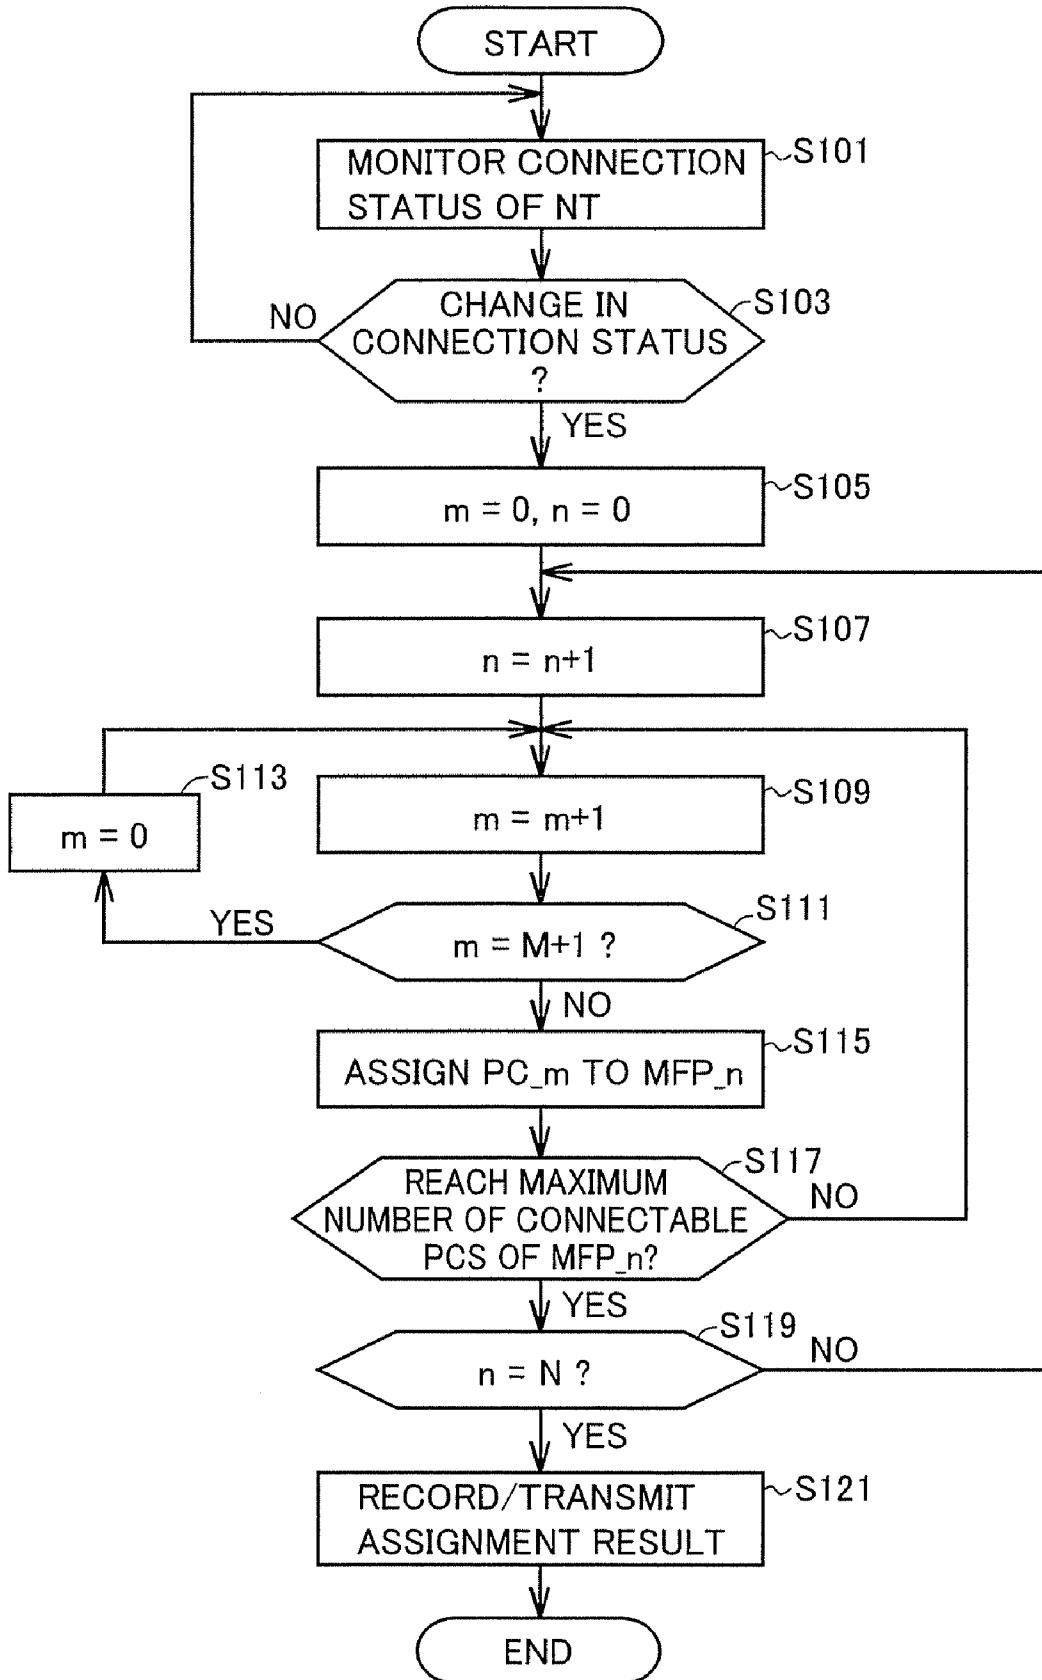 START
MONITOR CONNECTION
STATUS OF NT
S101
CHANGE IN
CONNECTION STATUS
?
S103
NO
YES
m = 0, n = 0
S105
n = n+1
S107
S113
m = 0
m = m+1
S109
YES
m = M+1 ?
S111
NO
ASSIGN PC_m TO MFP_n
S115
REACH MAXIMUM
NUMBER OF CONNECTABLE
PCS OF MFP_n?
S117
NO
YES
n = N ?
S119
NO
YES
RECORD/TRANSMIT
ASSIGNMENT RESULT
S121
END